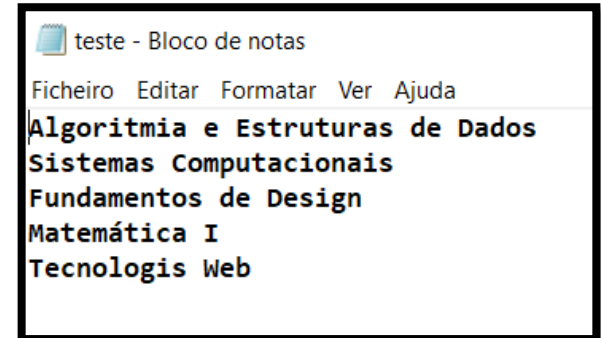 teste - Bloco de notas
Ficheiro Editar Formatar Ver Ajuda
Algoritmia e Estruturas de Dados
Sistemas Computacionais
Fundamentos de Design
Matemática I
Tecnologis Web